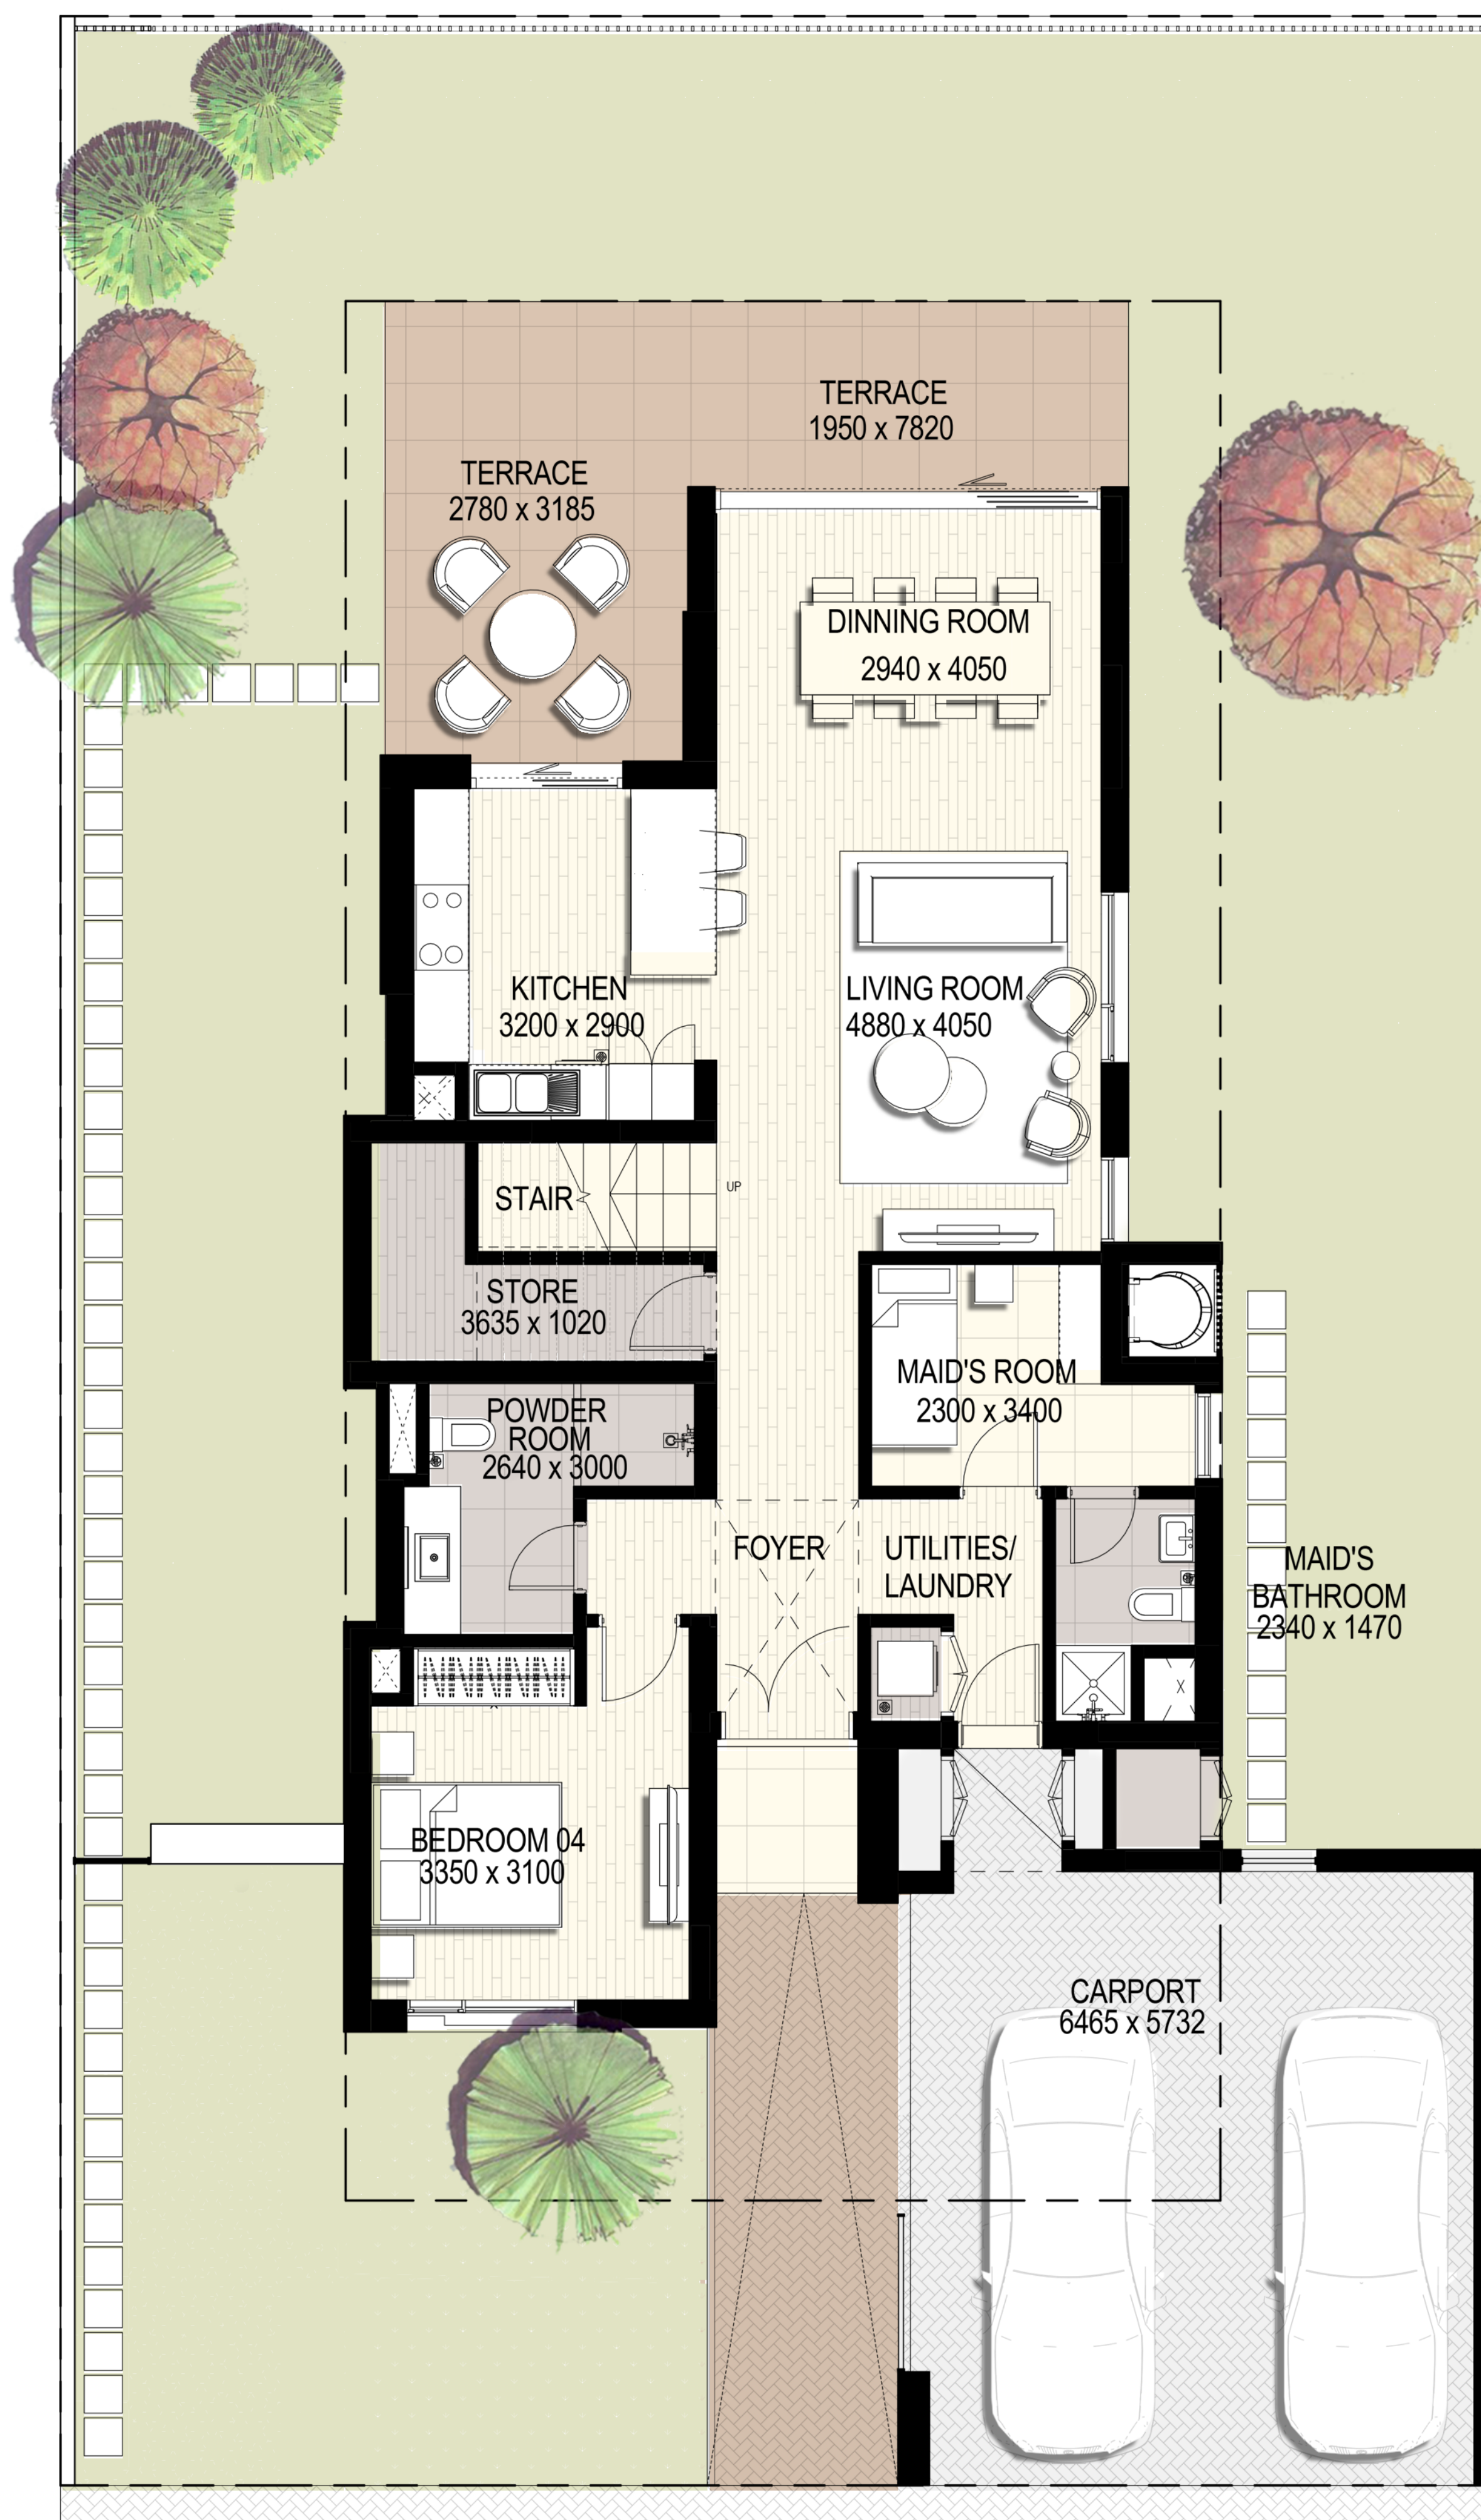 TERRACE
1950 x 7820
TERRACE
2780 x 3185
DINNING ROOM
2940 x 4050
KITCHEN
3200 x 2900
LIVING ROOM
4880 x 4050
STAIR
UP
STORE
3635 x 1020
MAID'S ROOM
2300 x 3400
POWDER
ROOM
2640 x 3000
FOYER
UTILITIES/
LAUNDRY
MAID'S
BATHROOM
2340 x 1470
BEDROOM 04
3350 x 3100
CARPORT
6465 x 5732